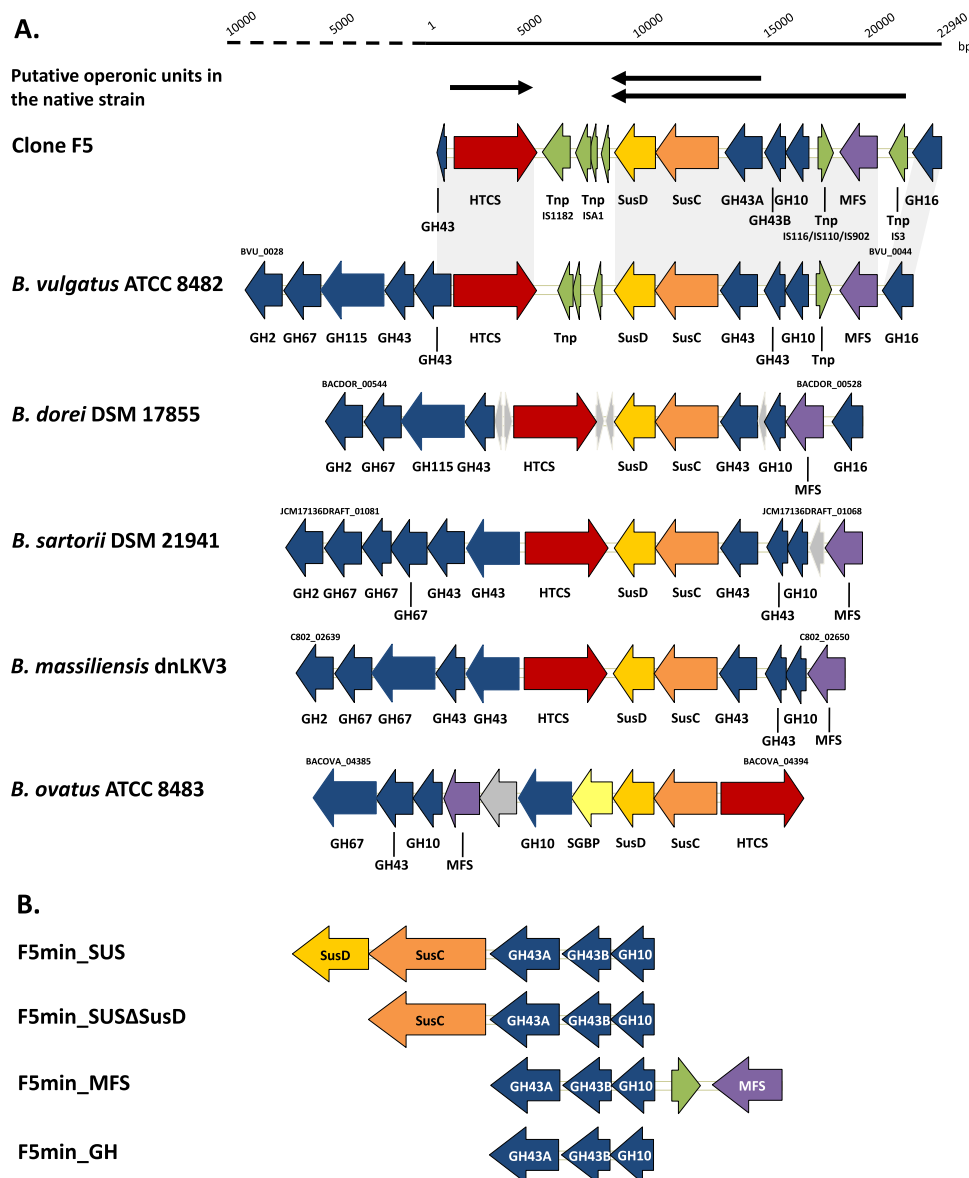 A.
10000 5000 1 5000 10000 15000 20000 22940
bp
Putative operonic units in
the native strain
Clone F5
GH43 HTCS Tnp IS1182 Tnp ISA1 SusD SusC GH43A GH43B GH10 Tnp IS116/IS110/IS902 MFS Tnp IS3 GH16
BVU_0028 BVU_0044
B. vulgatus ATCC 8482
GH2 GH67 GH115 GH43 GH43 HTCS Tnp SusD SusC GH43 GH43 GH10 Tnp MFS GH16
BACDOR_00544 BACDOR_00528
B. dorei DSM 17855
GH2 GH67 GH115 GH43 HTCS SusD SusC GH43 GH10 MFS GH16
JCM17136DRAFT_01081 JCM17136DRAFT_01068
B. sartorii DSM 21941
GH2 GH67 GH67 GH67 GH43 GH43 HTCS SusD SusC GH43 GH43 GH10 MFS
C802_02639 C802_02650
B. massiliensis dnLKV3
GH2 GH67 GH67 GH43 GH43 HTCS SusD SusC GH43 GH43 GH10 MFS
BACOVA_04385 BACOVA_04394
B. ovatus ATCC 8483
GH67 GH43 GH10 MFS GH10 SGBP SusD SusC HTCS
B.
F5min_SUS SusD SusC GH43A GH43B GH10
F5min_SUSΔSusD SusC GH43A GH43B GH10
F5min_MFS GH43A GH43B GH10 MFS
F5min_GH GH43A GH43B GH10